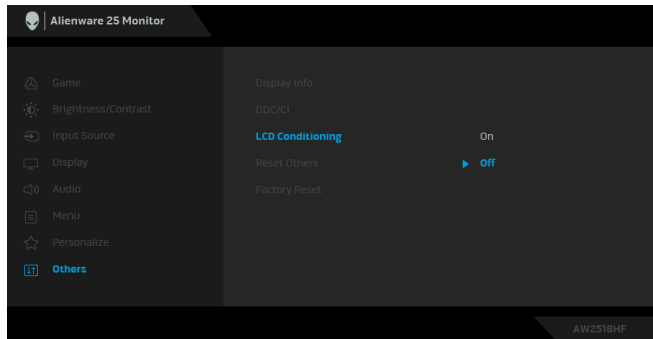 Alienware 25 Monitor
Game
Display Info
Brightness/Contrast
DDC/CI
Input Source
LCD Conditioning
On
Display
Reset Others
Off
Audio
Factory Reset
Menu
Personalize
Others
AW2518HF